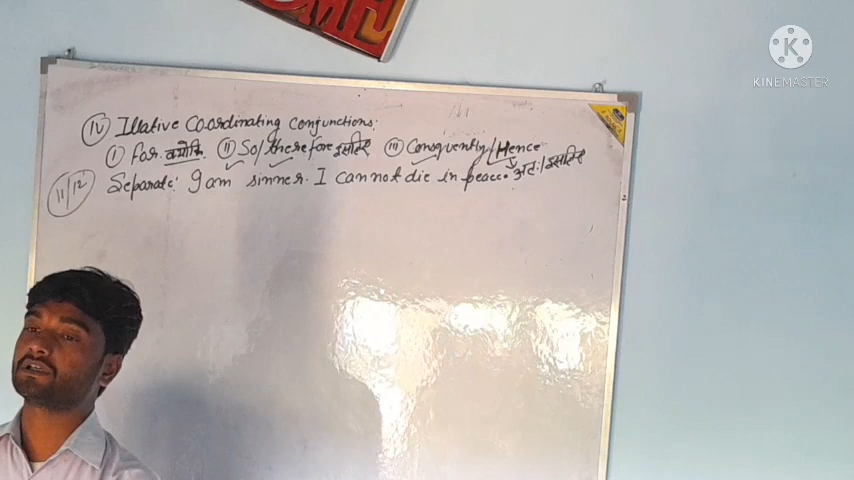 KINEMASTER
IV Illative Coordinating Conjunctions:
I For क्योंकि II So/therefore इसलिए III Consquently/Hence
अतः/इसलिए
11/12 Separate: I am sinner. I cannot die in peace.